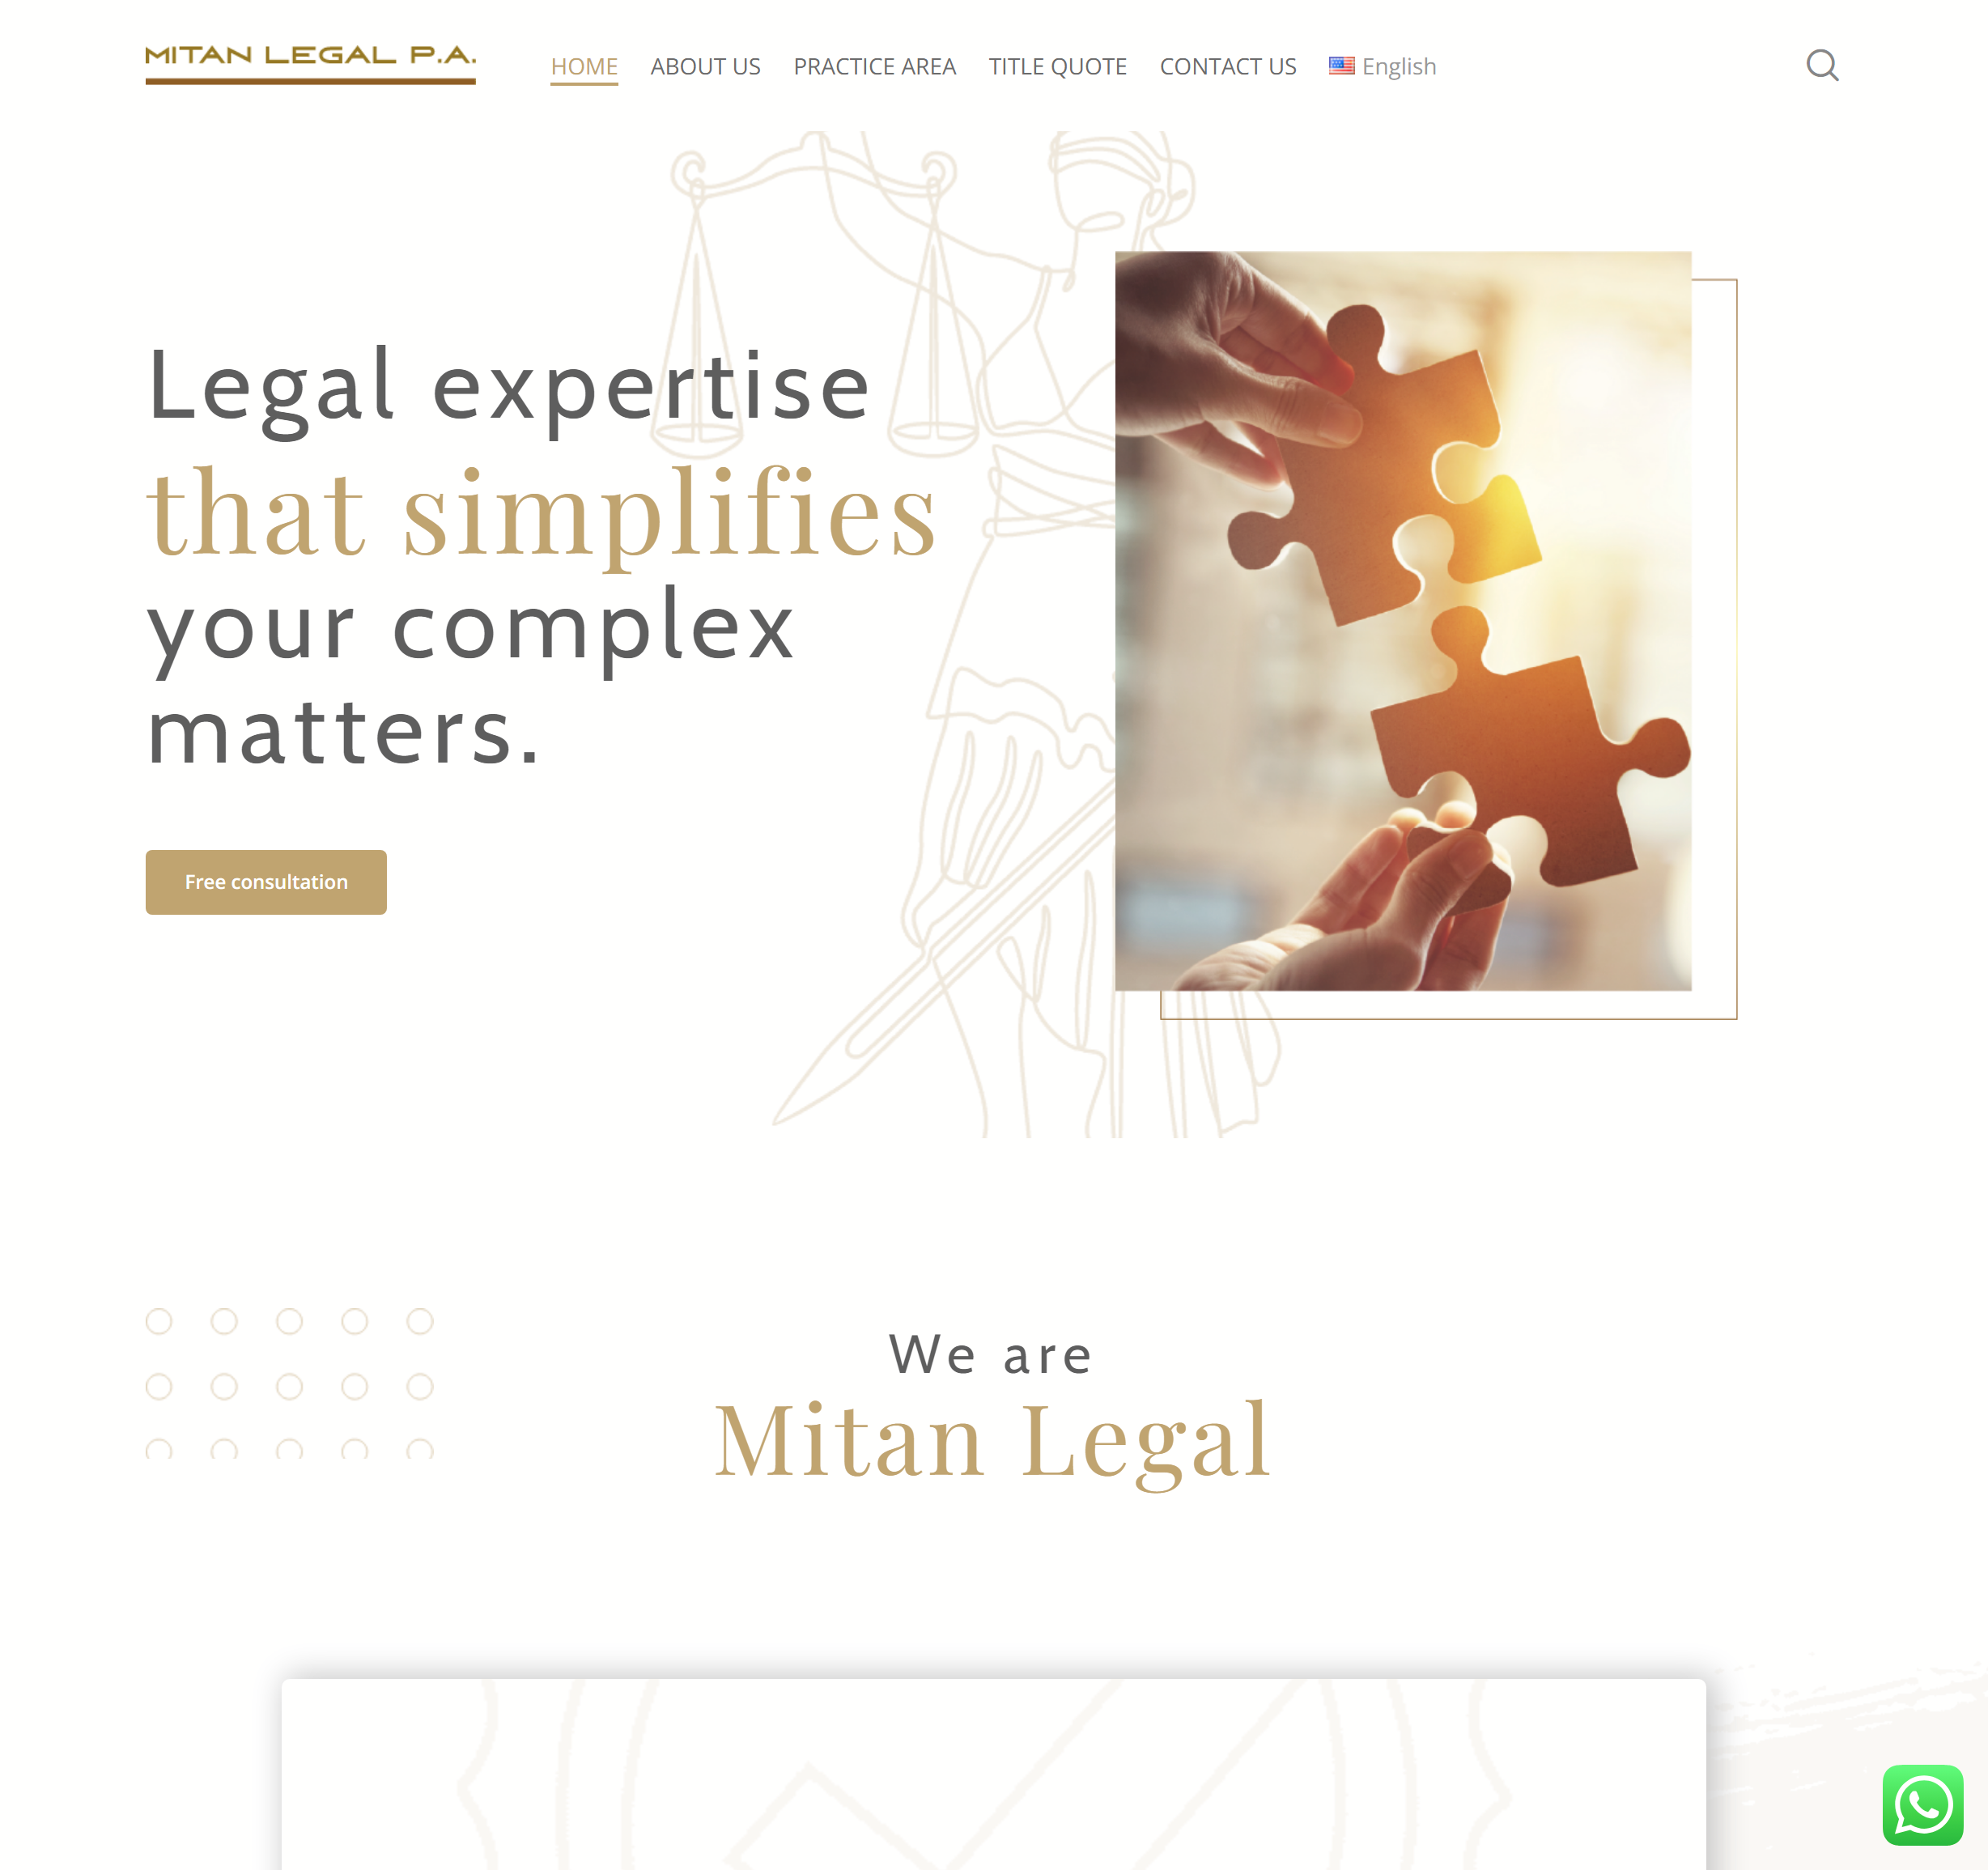 MITAN LEGAL P.A.
HOME ABOUT US PRACTICE AREA TITLE QUOTE CONTACT US English
Legal expertise
that simplifies
your complex
matters.
Free consultation
We are
Mitan Legal